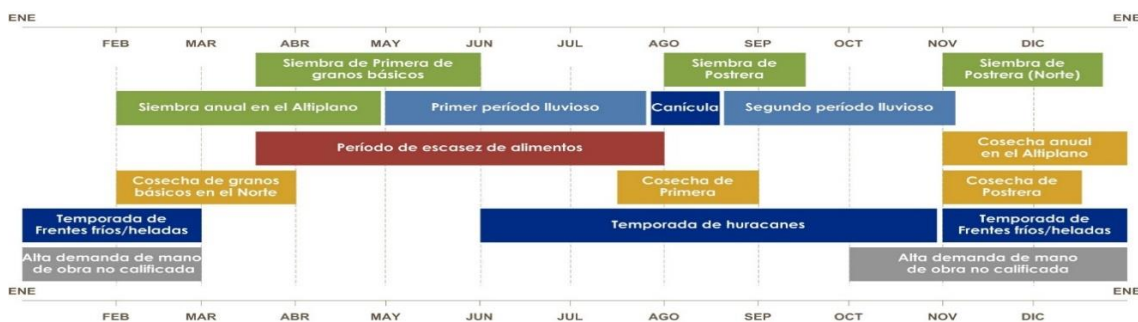 ENE ENE
FEB MAR ABR MAY JUN JUL AGO SEP OCT NOV DIC
Siembra de Primera de
granos básicos
Siembra de
Postrera
Siembra de
Postrera (Norte)
Siembra anual en el Altiplano
Primer período lluvioso
Canícula
Segundo período lluvioso
Período de escasez de alimentos
Cosecha anual
en el Altiplano
Cosecha de granos
básicos en el Norte
Cosecha de
Primera
Cosecha de
Postrera
Temporada de
Frentes fríos/heladas
Temporada de huracanes
Temporada de
Frentes fríos/heladas
Alta demanda de mano
de obra no calificada
Alta demanda de mano
de obra no calificada
ENE ENE
FEB MAR ABR MAY JUN JUL AGO SEP OCT NOV DIC